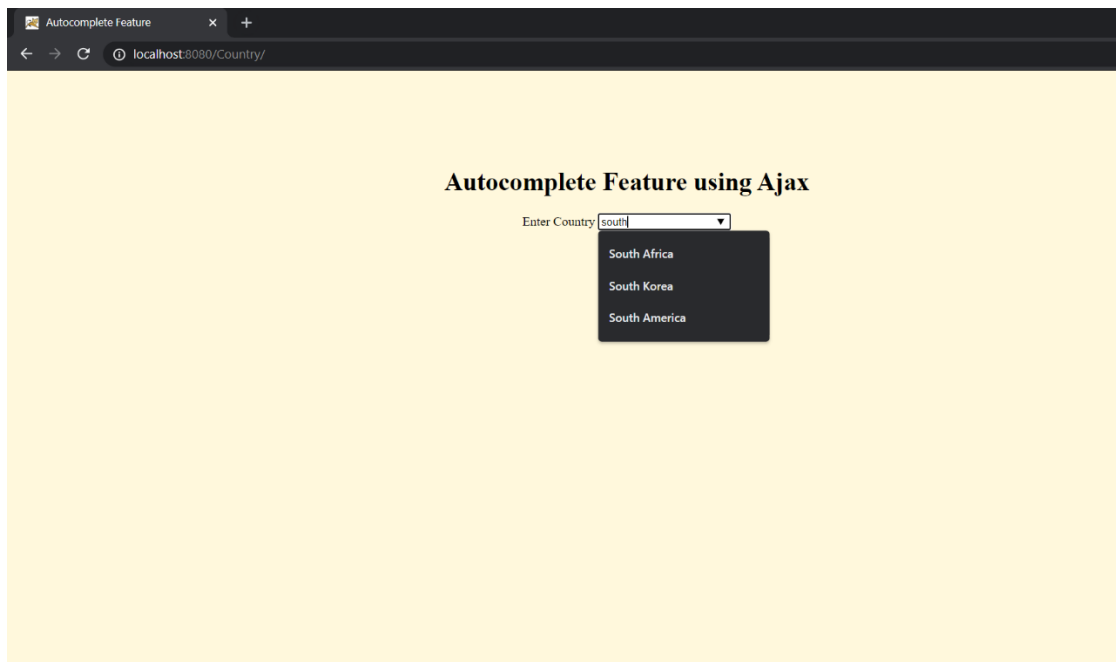 Autocomplete Feature
localhost:8080/Country/
Autocomplete Feature using Ajax
Enter Country south
South Africa
South Korea
South America